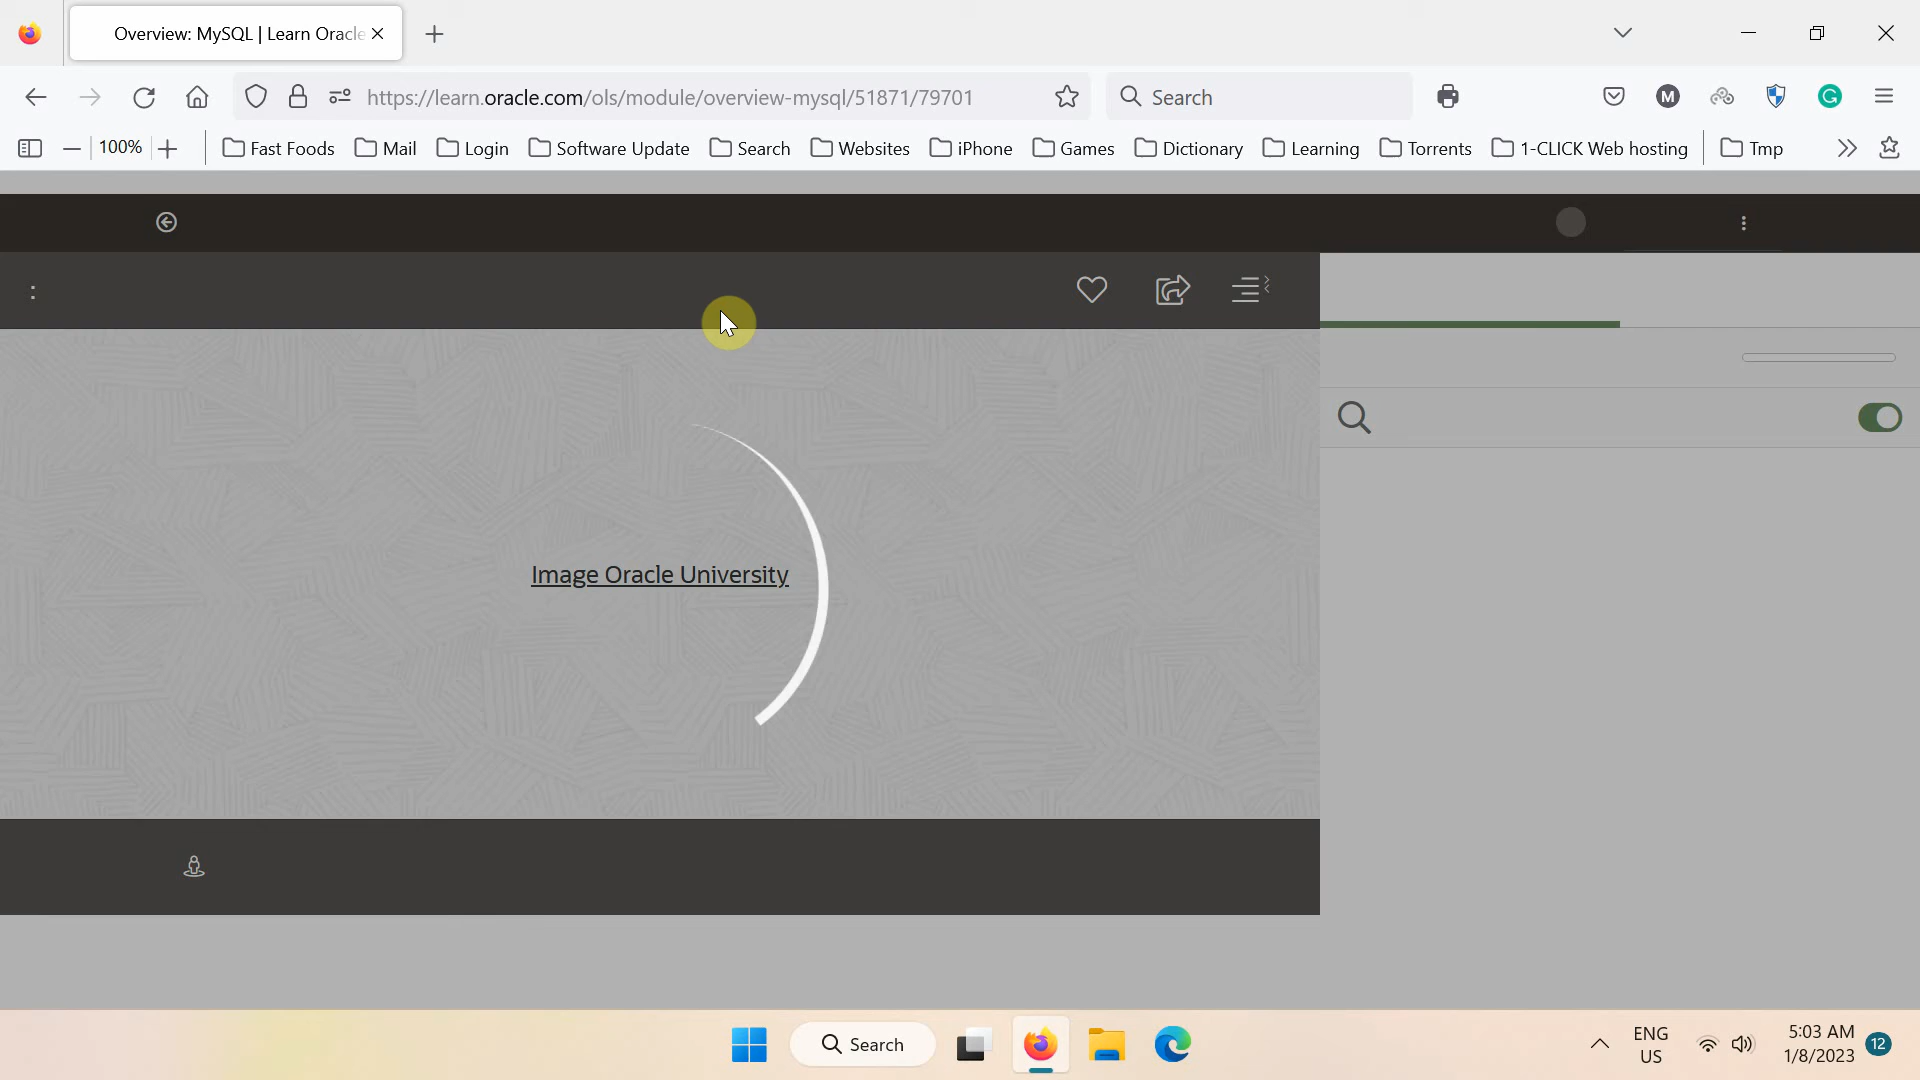 Overview: MySQL | Learn Oracle
https://learn.oracle.com/ols/module/overview-mysql/51871/79701
Search
M
G
100%
Fast Foods
Mail
Login
Software Update
Search
Websites
iPhone
Games
Dictionary
Learning
Torrents
1-CLICK Web hosting
Tmp
:
Image Oracle University
Search
ENG
US
5:03 AM
1/8/2023
12